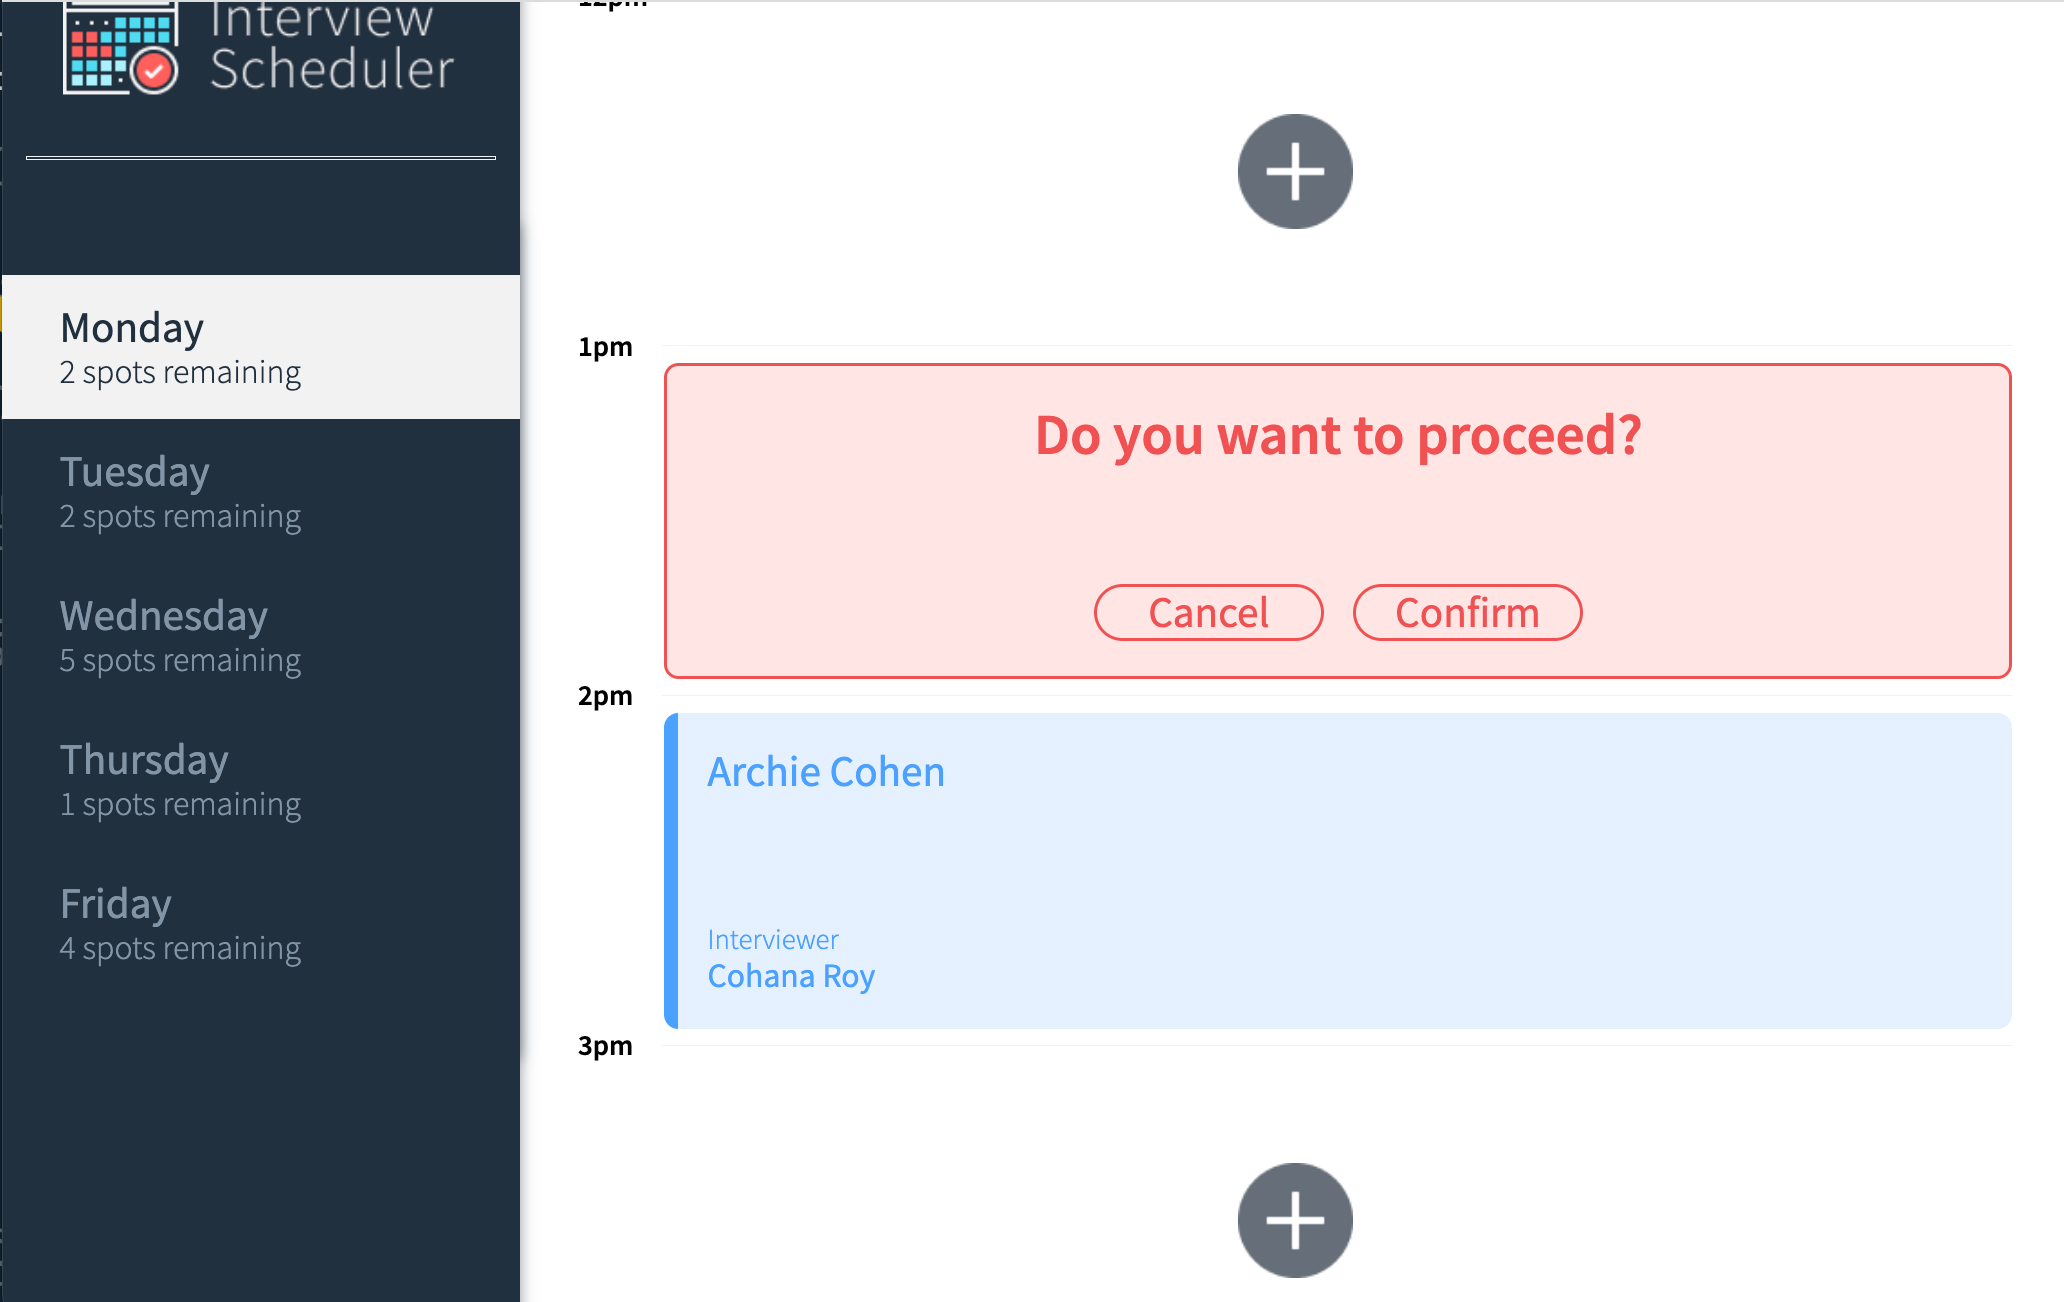 Interview
Scheduler
Monday
2 spots remaining
Tuesday
2 spots remaining
Wednesday
5 spots remaining
Thursday
1 spots remaining
Friday
4 spots remaining
12pm
1pm
Do you want to proceed?
Cancel
Confirm
2pm
Archie Cohen
Interviewer
Cohana Roy
3pm